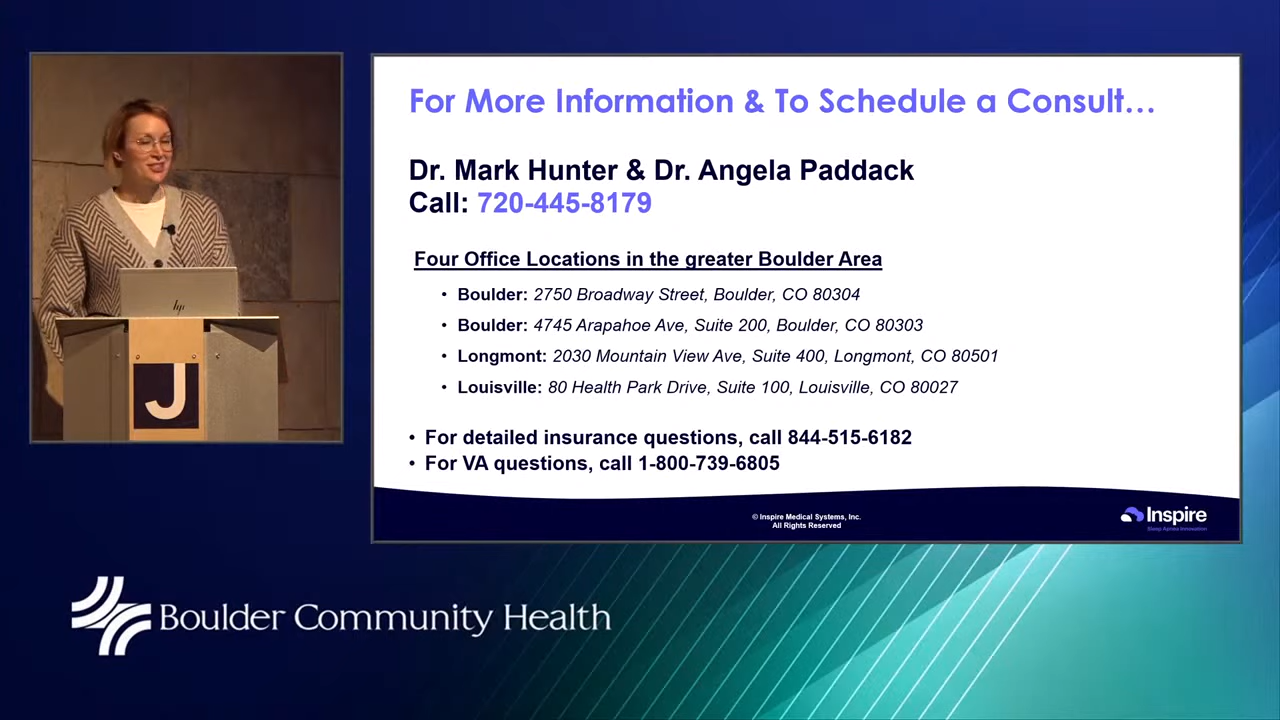 For More Information & To Schedule a Consult...
Dr. Mark Hunter & Dr. Angela Paddack
Call: 720-445-8179
Four Office Locations in the greater Boulder Area
• Boulder: 2750 Broadway Street, Boulder, CO 80304
• Boulder: 4745 Arapahoe Ave, Suite 200, Boulder, CO 80303
• Longmont: 2030 Mountain View Ave, Suite 400, Longmont, CO 80501
• Louisville: 80 Health Park Drive, Suite 100, Louisville, CO 80027
• For detailed insurance questions, call 844-515-6182
• For VA questions, call 1-800-739-6805
© Inspire Medical Systems, Inc.
All Rights Reserved
Inspire
Sleep Apnea Innovation
hp
J
Boulder Community Health